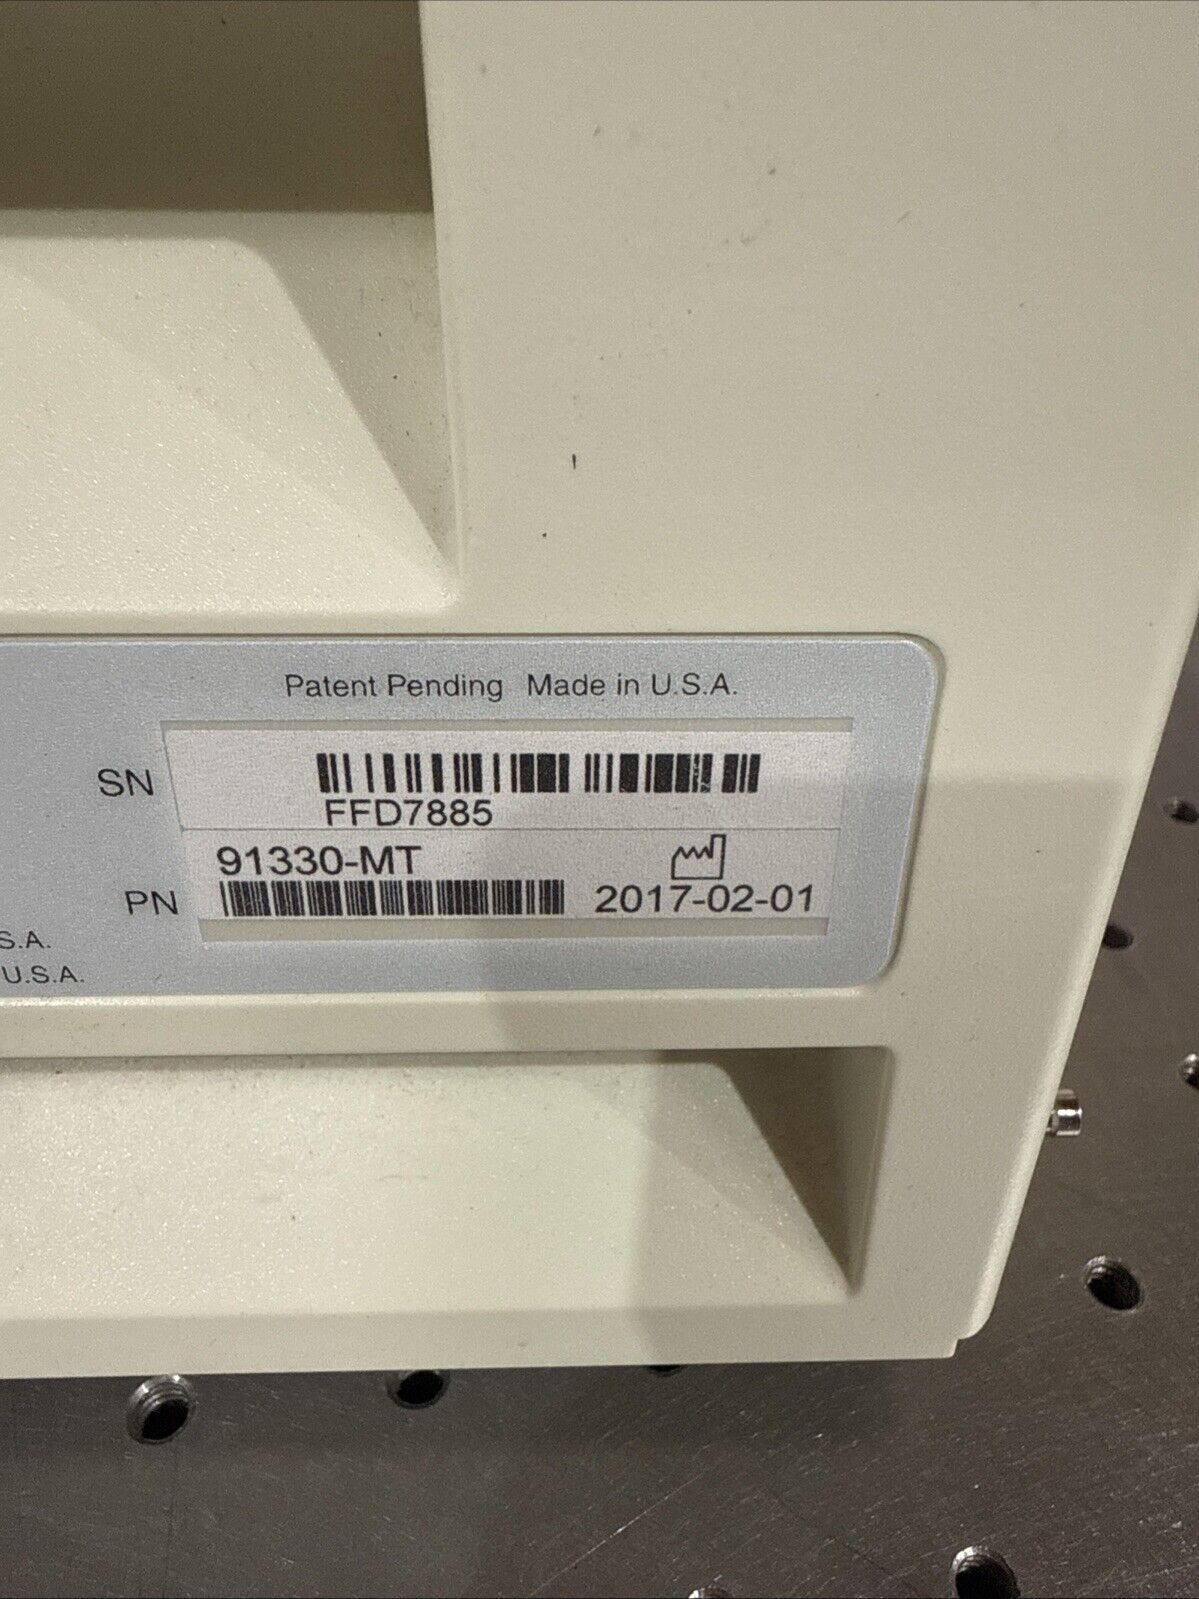 Patent Pending Made in U.S.A.
SN
FFD7885
91330-MT
PN
2017-02-01
S.A.
U.S.A.